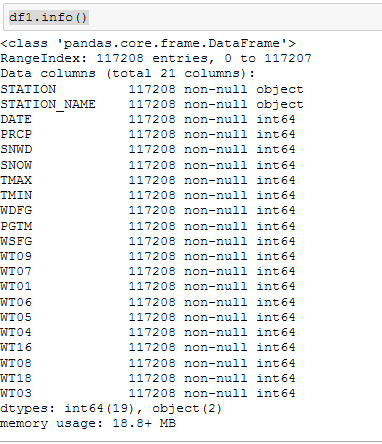 df1.info()
<class 'pandas.core.frame.DataFrame'>
RangeIndex: 117208 entries, 0 to 117207
Data columns (total 21 columns):
STATION         117208 non-null object
STATION_NAME    117208 non-null object
DATE            117208 non-null int64
PRCP            117208 non-null int64
SNWD            117208 non-null int64
SNOW            117208 non-null int64
TMAX            117208 non-null int64
TMIN            117208 non-null int64
WDFG            117208 non-null int64
PGTM            117208 non-null int64
WSFG            117208 non-null int64
WT09            117208 non-null int64
WT07            117208 non-null int64
WT01            117208 non-null int64
WT06            117208 non-null int64
WT05            117208 non-null int64
WT04            117208 non-null int64
WT16            117208 non-null int64
WT08            117208 non-null int64
WT18            117208 non-null int64
WT03            117208 non-null int64
dtypes: int64(19), object(2)
memory usage: 18.8+ MB